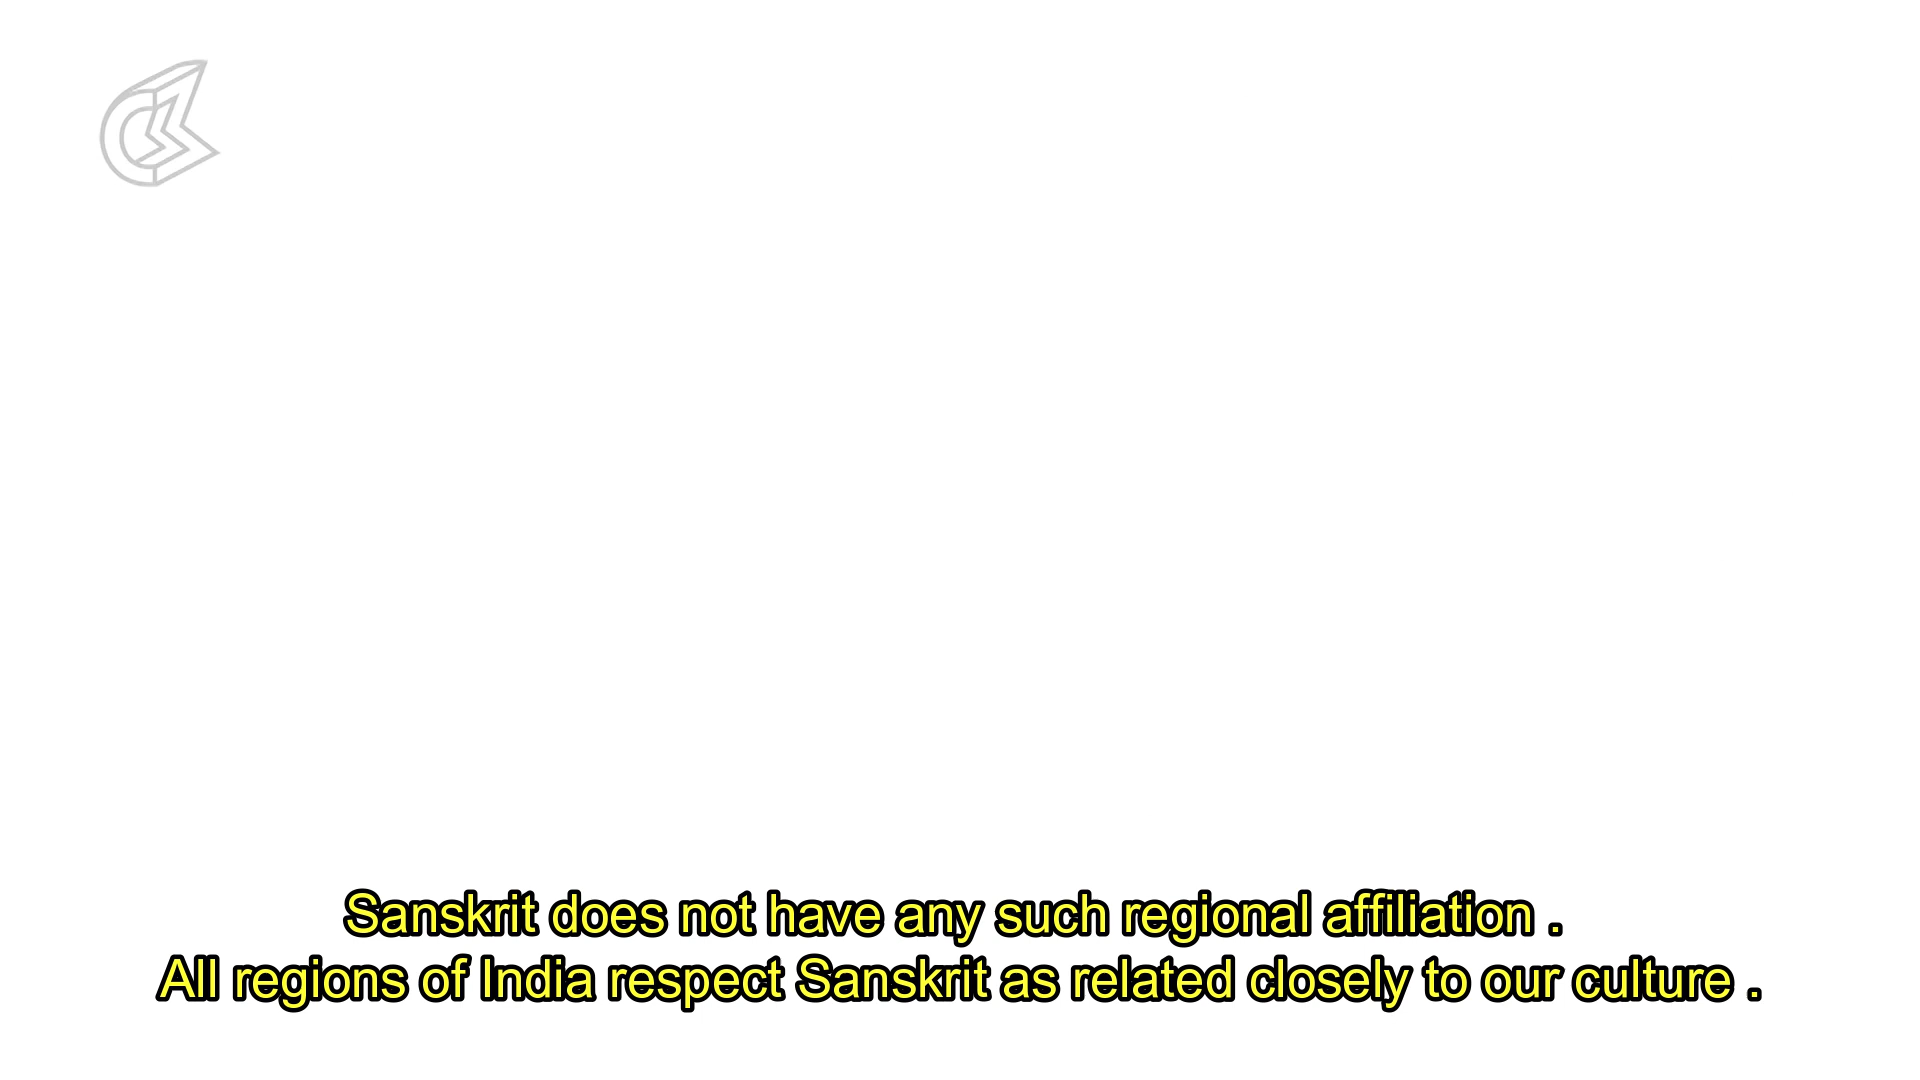 Sanskrit does not have any such regional affiliation .
All regions of India respect Sanskrit as related closely to our culture .